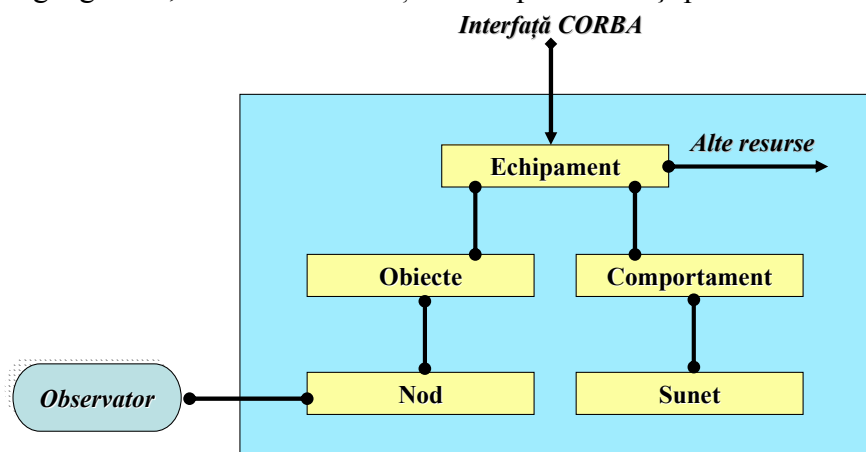 Interfață CORBA
Echipament
Alte resurse
Obiecte
Comportament
Observator
Nod
Sunet